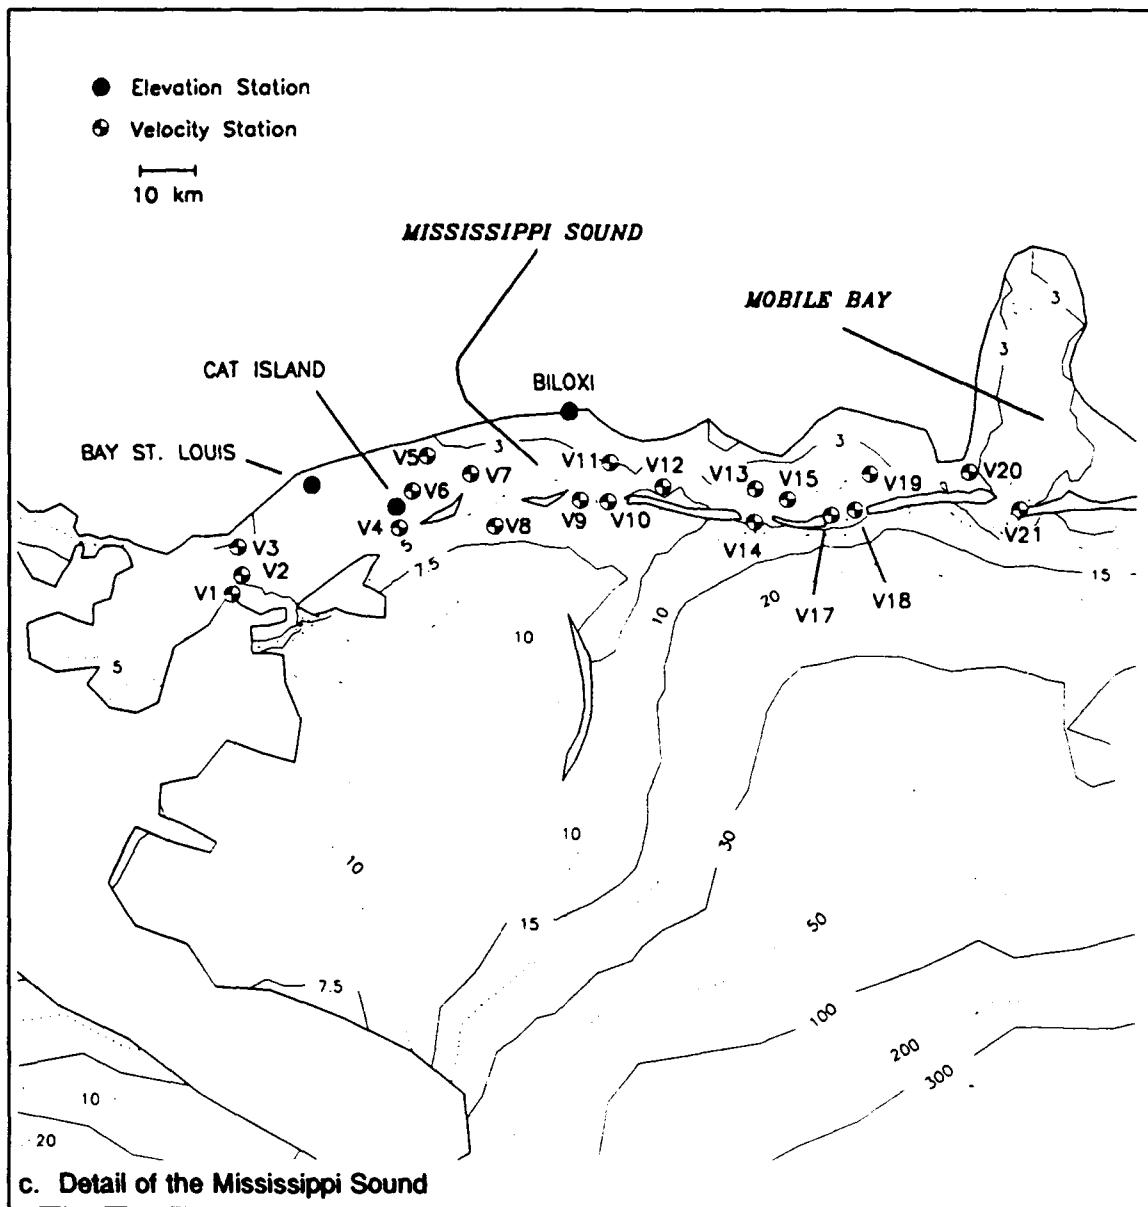 Elevation Station
Velocity Station
10 km
MISSISSIPPI SOUND
MOBILE BAY
3
3
CAT ISLAND
BILOXI
BAY ST. LOUIS
V5
3
V7
V11
V12
V13
V15
3
V19
V20
V6
V4
5
V8
V9
V10
V14
V17
V18
V21
V3
V2
V1
7.5
15
20
10
10
5
10
10
30
15
50
7.5
100
200
300
10
20
c. Detail of the Mississippi Sound